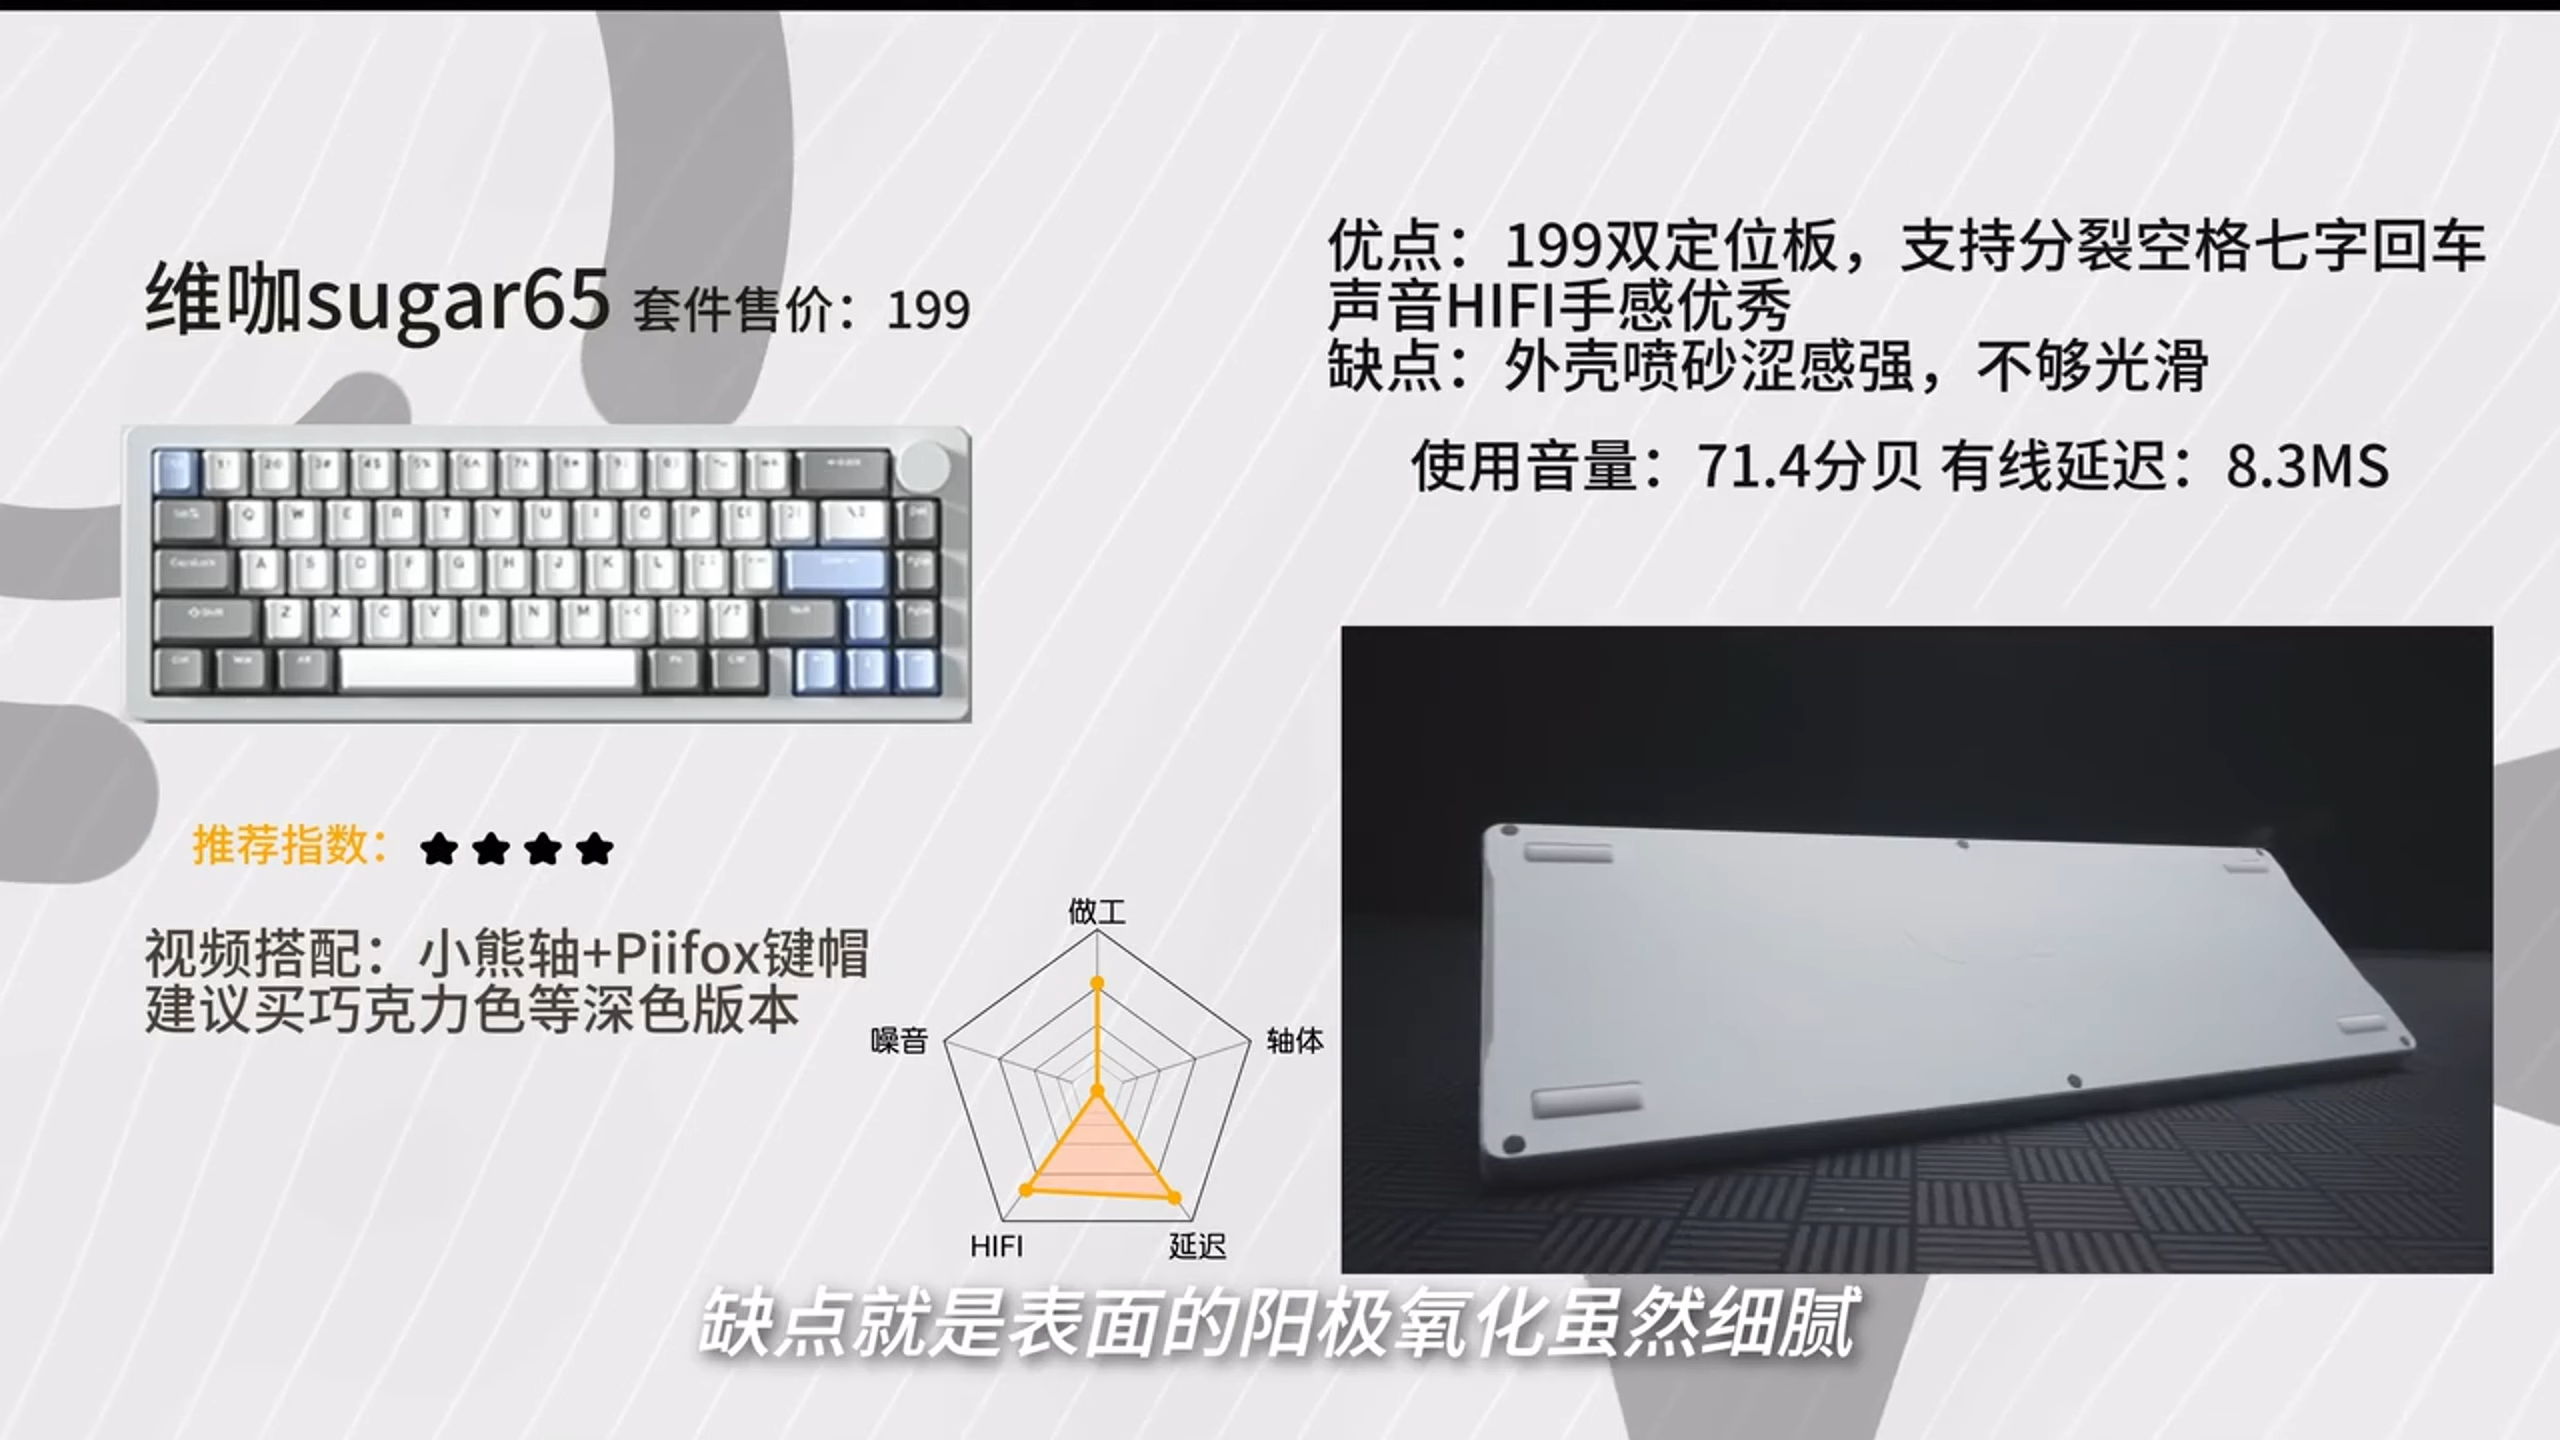 维咖sugar65 套件售价：199
优点：199双定位板，支持分裂空格七字回车
声音HIFI手感优秀
缺点：外壳喷砂涩感强，不够光滑
使用音量：71.4分贝 有线延迟：8.3MS
Q W E R T Y U I O P
A S D F G H J K L
Z X C V B N M
推荐指数：
视频搭配：小熊轴+Piifox键帽
建议买巧克力色等深色版本
做工
噪音
轴体
HIFI
延迟
缺点就是表面的阳极氧化虽然细腻